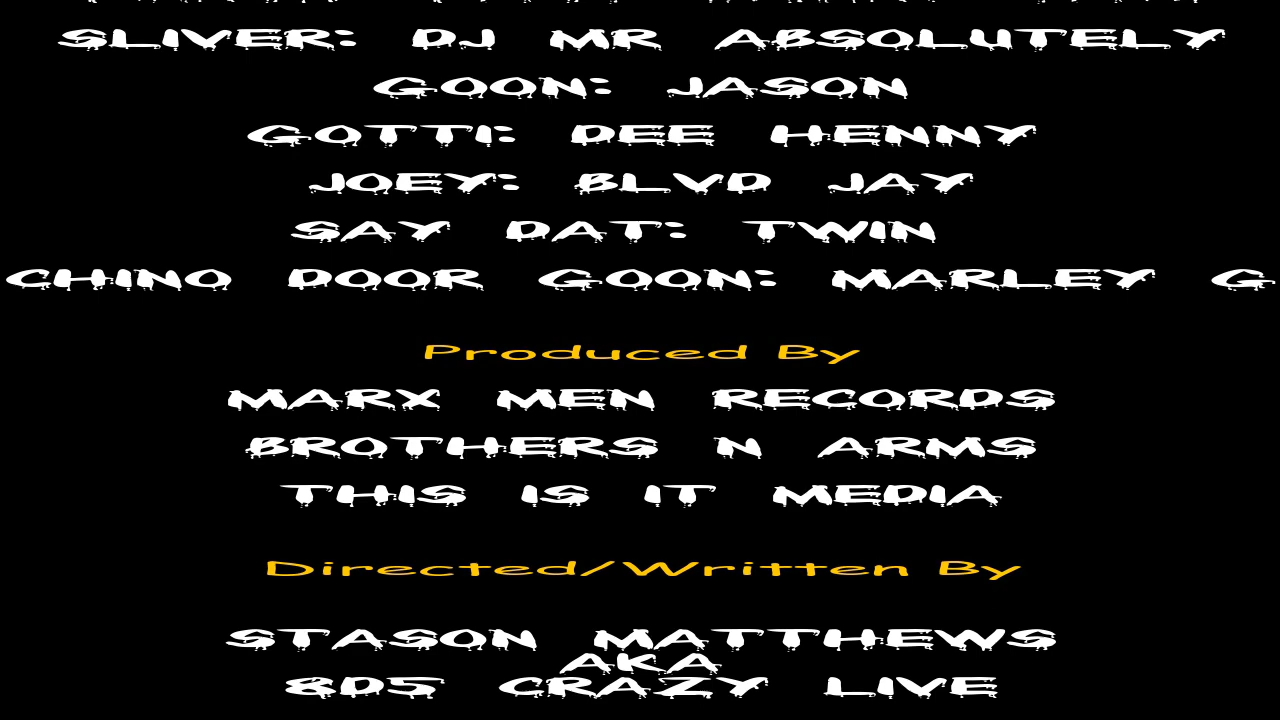 SLIVER: DJ MR ABSOLUTELY
GOON: JASON
GOTTI: DEE HENNY
JOEY: BLVD JAY
SAY DAT: TWIN
CHINO DOOR GOON: MARLEY G
Produced By
MARX MEN RECORDS
BROTHERS N ARMS
THIS IS IT MEDIA
Directed/Written By
STASON MATTHEWS
AKA
8D5 CRAZY LIVE